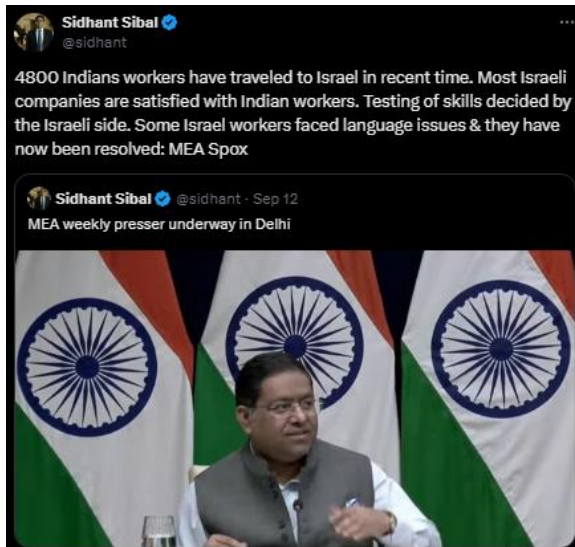 Sidhant Sibal
@sidhant
4800 Indians workers have traveled to Israel in recent time. Most Israeli
companies are satisfied with Indian workers. Testing of skills decided by
the Israeli side. Some Israel workers faced language issues & they have
now been resolved: MEA Spox
Sidhant Sibal @sidhant · Sep 12
MEA weekly presser underway in Delhi